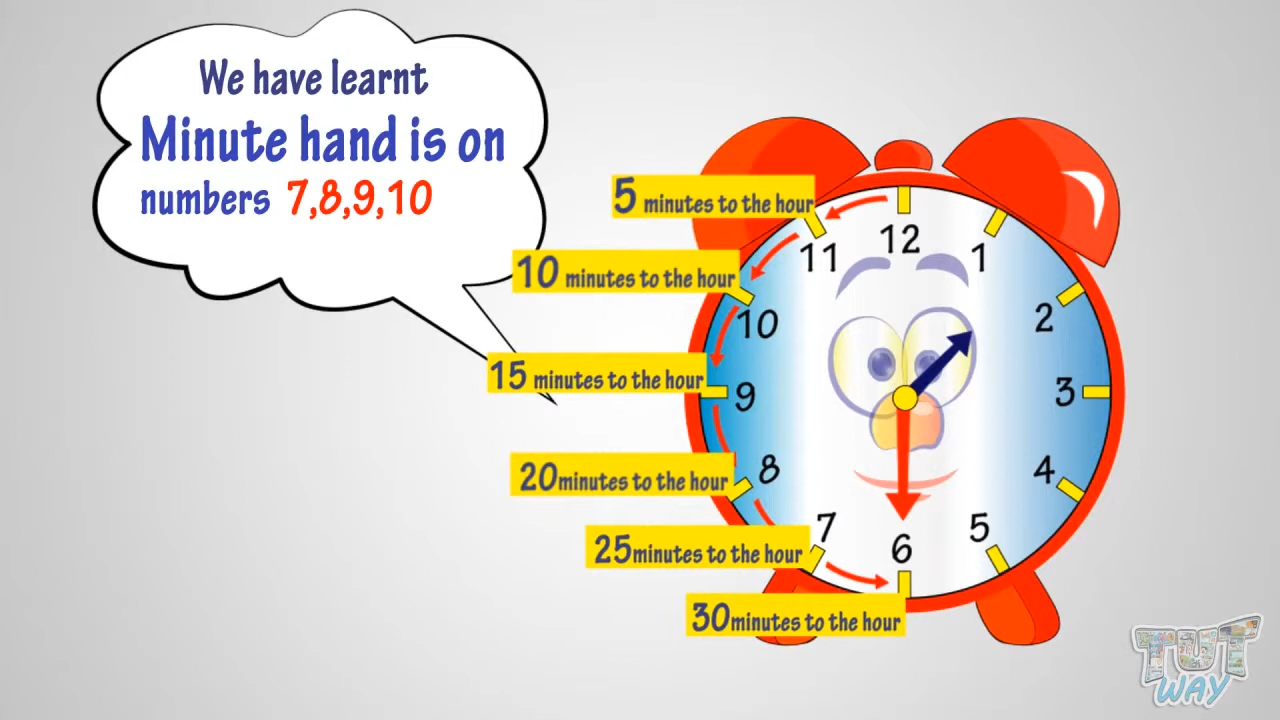 We have learnt
Minute hand is on
numbers 7,8,9,10
5 minutes to the hour
10 minutes to the hour
15 minutes to the hour
20minutes to the hour
25minutes to the hour
30minutes to the hour
12
1
2
3
4
5
6
7
8
9
10
11
TUT
WAY